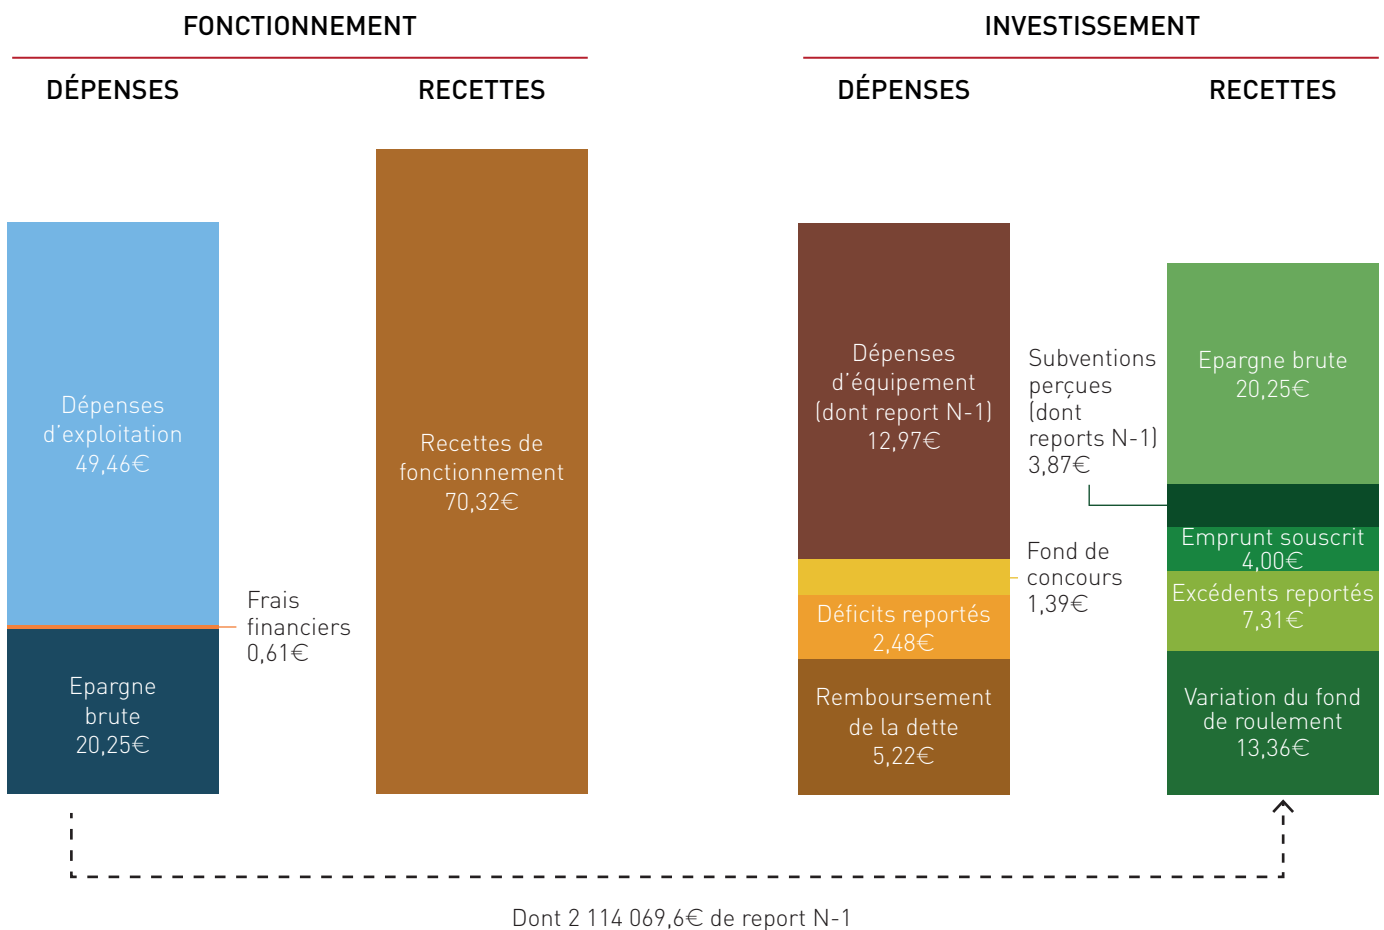 FONCTIONNEMENT
DÉPENSES
RECETTES
Dépenses
d'exploitation
49,46€
Frais
financiers
0,61€
Epargne
brute
20,25€
Recettes de
fonctionnement
70,32€
INVESTISSEMENT
DÉPENSES
RECETTES
Dépenses
d'équipement
(dont report N-1)
12,97€
Fond de
concours
1,39€
Déficits reportés
2,48€
Remboursement
de la dette
5,22€
Subventions
perçues
(dont
reports N-1)
3,87€
Epargne brute
20,25€
Emprunt souscrit
4,00€
Excédents reportés
7,31€
Variation du fond
de roulement
13,36€
Dont 2 114 069,6€ de report N-1